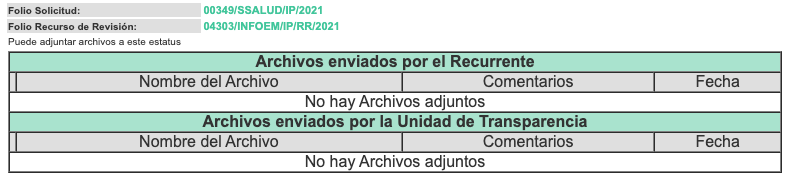 Folio Solicitud: 00349/SSALUD/IP/2021
Folio Recurso de Revisión: 04303/INFOEM/IP/RR/2021
Puede adjuntar archivos a este estatus
Archivos enviados por el Recurrente
Nombre del Archivo Comentarios Fecha
No hay Archivos adjuntos
Archivos enviados por la Unidad de Transparencia
Nombre del Archivo Comentarios Fecha
No hay Archivos adjuntos